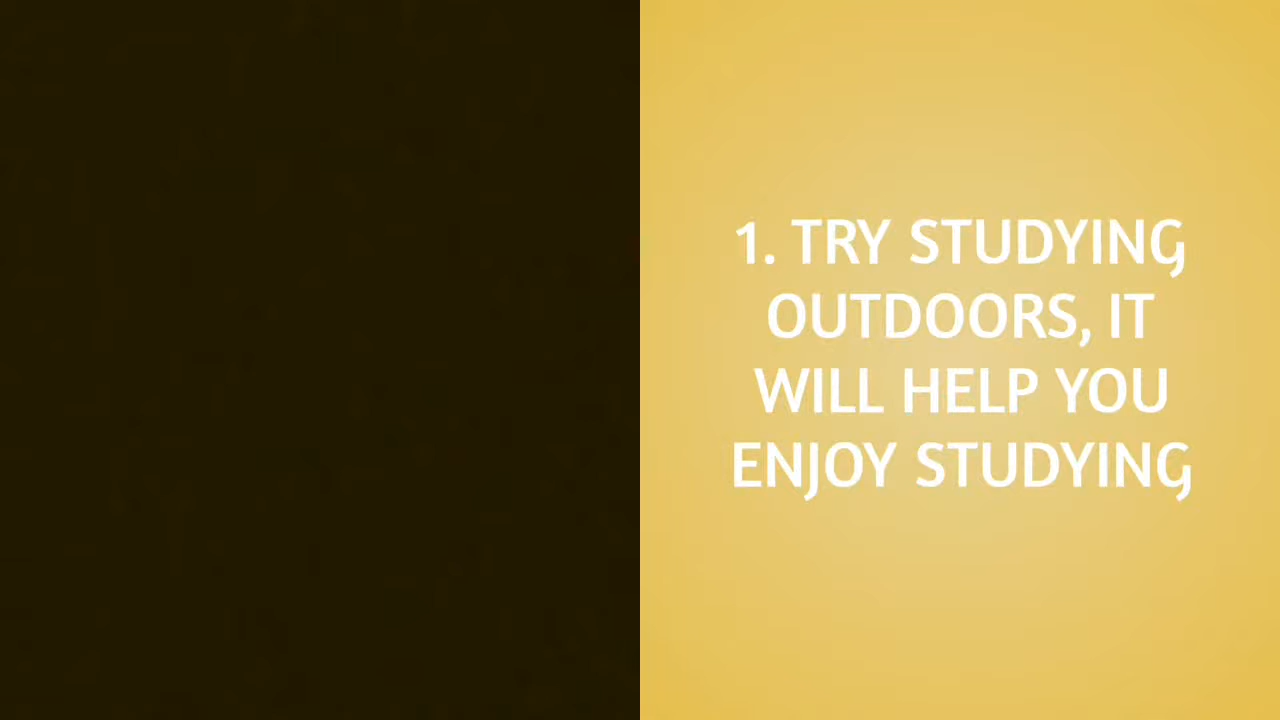 1. TRY STUDYING
OUTDOORS, IT
WILL HELP YOU
ENJOY STUDYING